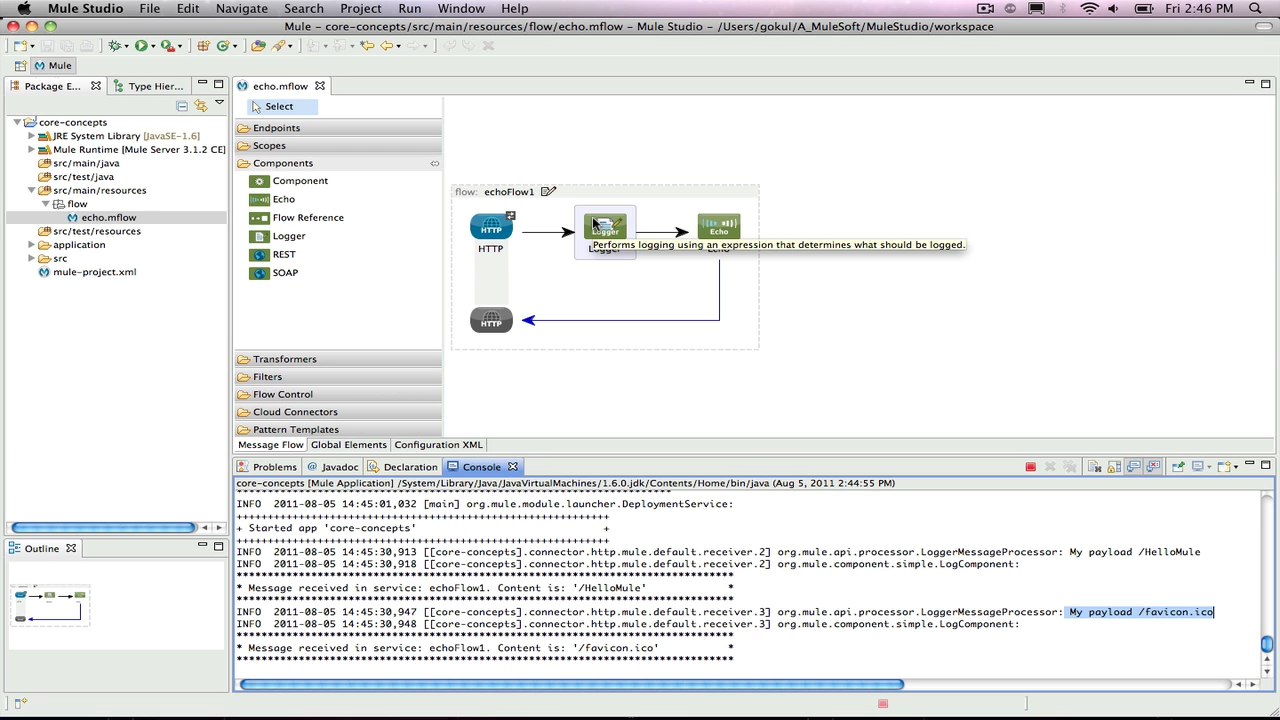 Mule Studio File Edit Navigate Search Project Run Window Help Fri 2:46 PM
Mule – core-concepts/src/main/resources/flow/echo.mflow – Mule Studio – /Users/gokul/A_MuleSoft/MuleStudio/workspace
Mule
Package E... Type Hier...
core-concepts
JRE System Library [JavaSE-1.6]
Mule Runtime [Mule Server 3.1.2 CE]
src/main/java
src/test/java
src/main/resources
flow
echo.mflow
src/test/resources
application
src
mule-project.xml
Outline
echo.mflow
Select
Endpoints
Scopes
Components
Component
Echo
Flow Reference
Logger
REST
SOAP
Transformers
Filters
Flow Control
Cloud Connectors
Pattern Templates
flow: echoFlow1
HTTP
Logger
Echo
HTTP
Performs logging using an expression that determines what should be logged.
HTTP
Message Flow Global Elements Configuration XML
Problems Javadoc Declaration Console
core-concepts [Mule Application] /System/Library/Java/JavaVirtualMachines/1.6.0.jdk/Contents/Home/bin/java (Aug 5, 2011 2:44:55 PM)
INFO 2011-08-05 14:45:01,032 [main] org.mule.module.launcher.DeploymentService:
++++++++++++++++++++++++++++++++++++++++++++++++++++++++++++
+ Started app 'core-concepts' +
++++++++++++++++++++++++++++++++++++++++++++++++++++++++++++
INFO 2011-08-05 14:45:30,913 [[core-concepts].connector.http.mule.default.receiver.2] org.mule.api.processor.LoggerMessageProcessor: My payload /HelloMule
INFO 2011-08-05 14:45:30,918 [[core-concepts].connector.http.mule.default.receiver.2] org.mule.component.simple.LogComponent:
********************************************************************************
* Message received in service: echoFlow1. Content is: '/HelloMule' *
********************************************************************************
INFO 2011-08-05 14:45:30,947 [[core-concepts].connector.http.mule.default.receiver.3] org.mule.api.processor.LoggerMessageProcessor: My payload /favicon.ico
INFO 2011-08-05 14:45:30,948 [[core-concepts].connector.http.mule.default.receiver.3] org.mule.component.simple.LogComponent:
********************************************************************************
* Message received in service: echoFlow1. Content is: '/favicon.ico' *
********************************************************************************